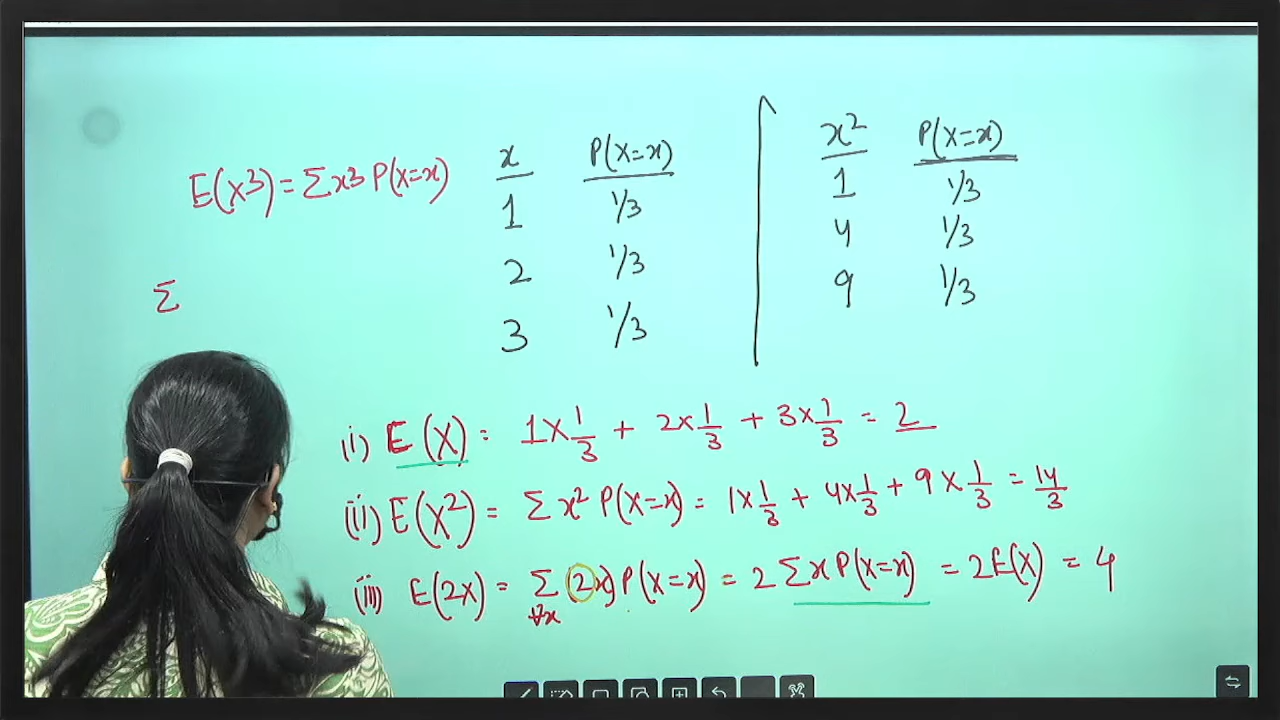 E(X³) = Σx³ P(X=x)
x P(X=x)
1 1/3
2 1/3
3 1/3
x² P(X=x)
1 1/3
4 1/3
9 1/3
Σ
(i) E(X) = 1×1/3 + 2×1/3 + 3×1/3 = 2
(ii) E(X²) = Σx² P(X=x) = 1×1/3 + 4×1/3 + 9×1/3 = 14/3
(iii) E(2X) = Σ∀x (2x) P(X=x) = 2 Σx P(X=x) = 2E(X) = 4